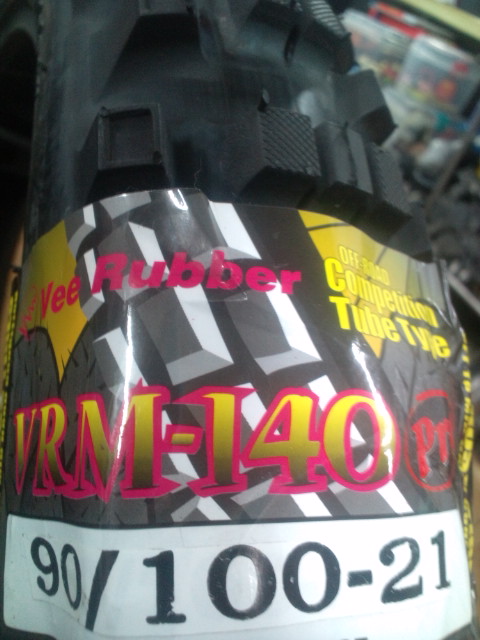 Vee Rubber
OFF-ROAD
Competition
Tube Type
VRM-140
90/100-21